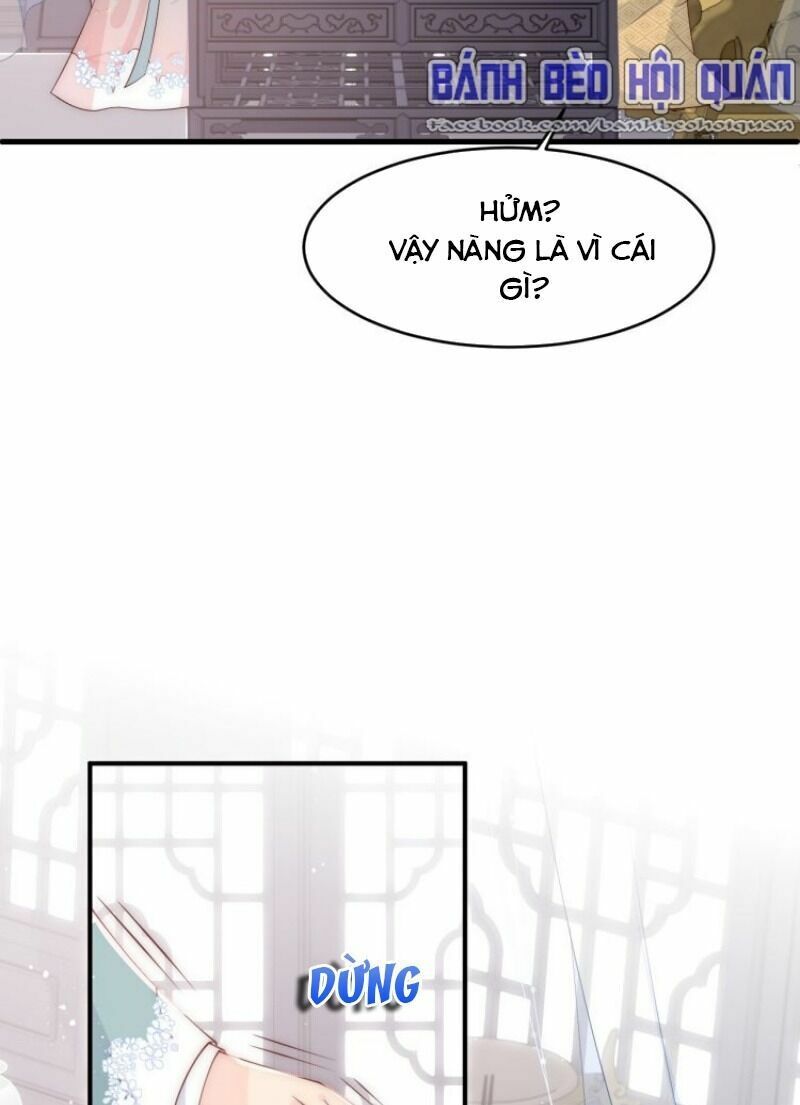 BÁNH BÈO HỘI QUÁN
facebook.com/banhbeohoiquan
HỬM?
VẬY NÀNG LÀ VÌ CÁI
GÌ?
DỪNG